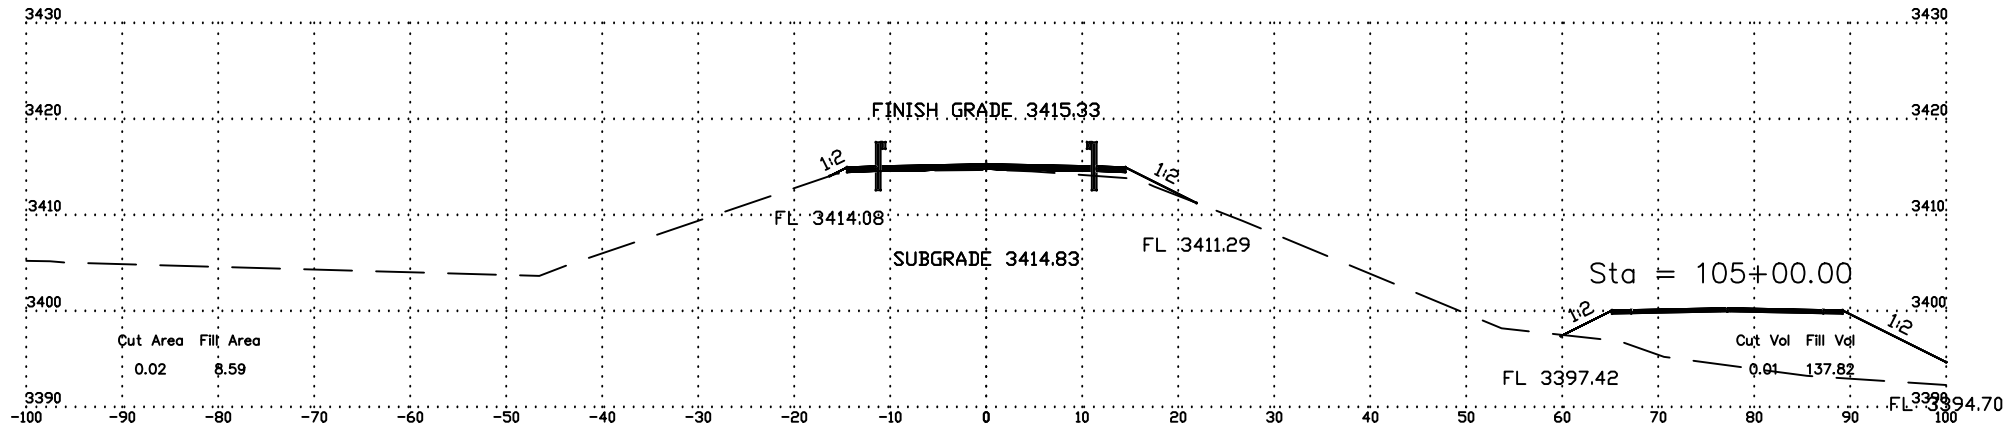 3430 3430
3420 FINISH GRADE 3415.33 3420
1:2 1:2
3410 FL 3414.08 3410
FL 3411.29
SUBGRADE 3414.83
Sta = 105+00.00
3400 1:2 1:2 3400
Cut Area Fill Area Cut Vol Fill Vol
0.02 8.59 0.01 137.82
FL 3397.42
3390 3390
FL 3394.70
-100 -90 -80 -70 -60 -50 -40 -30 -20 -10 0 10 20 30 40 50 60 70 80 90 100